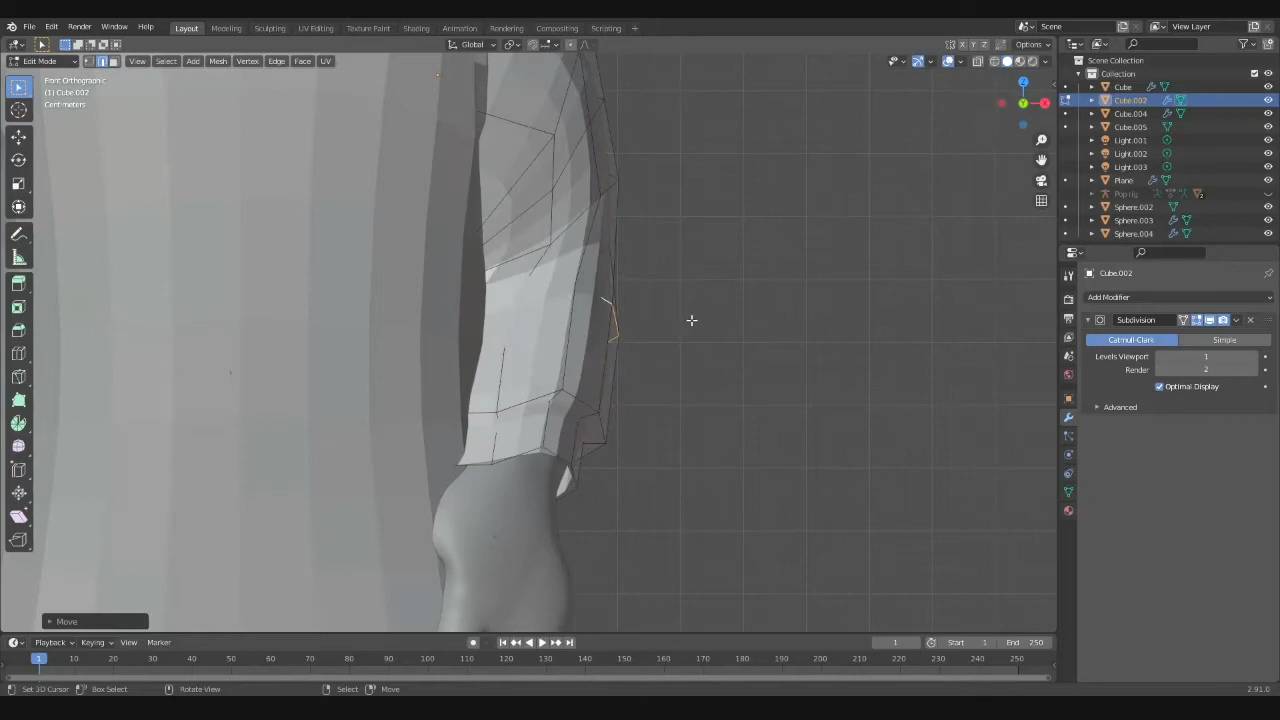 File Edit Render Window Help Layout Modeling Sculpting UV Editing Texture Paint Shading Animation Rendering Compositing Scripting + Scene View Layer
Global X Y Z Options
Edit Mode View Select Add Mesh Vertex Edge Face UV
Scene Collection
Collection
Cube
Cube.002
Cube.004
Cube.005
Light.001
Light.002
Light.003
Plane
Pop rig 2
Sphere.002
Sphere.003
Sphere.004
Front Orthographic
(1) Cube.002
Centimeters
Z
Y
X
Cube.002
Add Modifier
Subdivision
Catmull-Clark Simple
Levels Viewport 1
Render 2
Optimal Display
Advanced
Move
Playback Keying View Marker 1 Start 1 End 250
1 10 20 30 40 50 60 70 80 90 100 110 120 130 140 150 160 170 180 190 200 210 220 230 240 250
Set 3D Cursor Box Select Rotate View Select Move 2.91.0